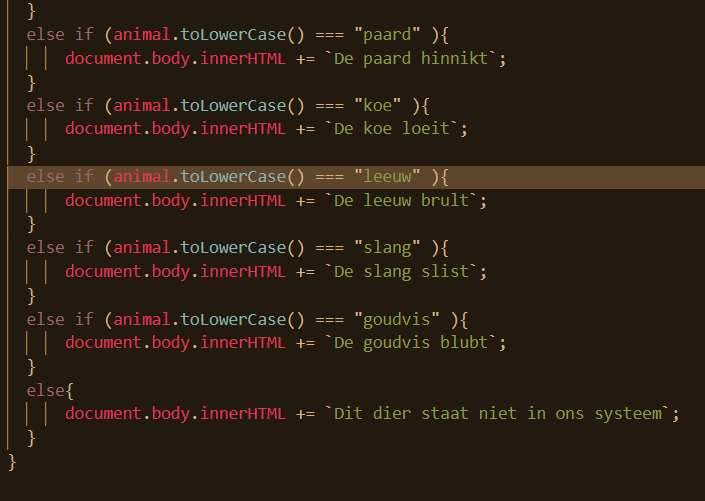 }
else if (animal.toLowerCase() === "paard" ){
document.body.innerHTML += `De paard hinnikt`;
}
else if (animal.toLowerCase() === "koe" ){
document.body.innerHTML += `De koe loeit`;
}
else if (animal.toLowerCase() === "leeuw" ){
document.body.innerHTML += `De leeuw brult`;
}
else if (animal.toLowerCase() === "slang" ){
document.body.innerHTML += `De slang slist`;
}
else if (animal.toLowerCase() === "goudvis" ){
document.body.innerHTML += `De goudvis blubt`;
}
else{
document.body.innerHTML += `Dit dier staat niet in ons systeem`;
}
}